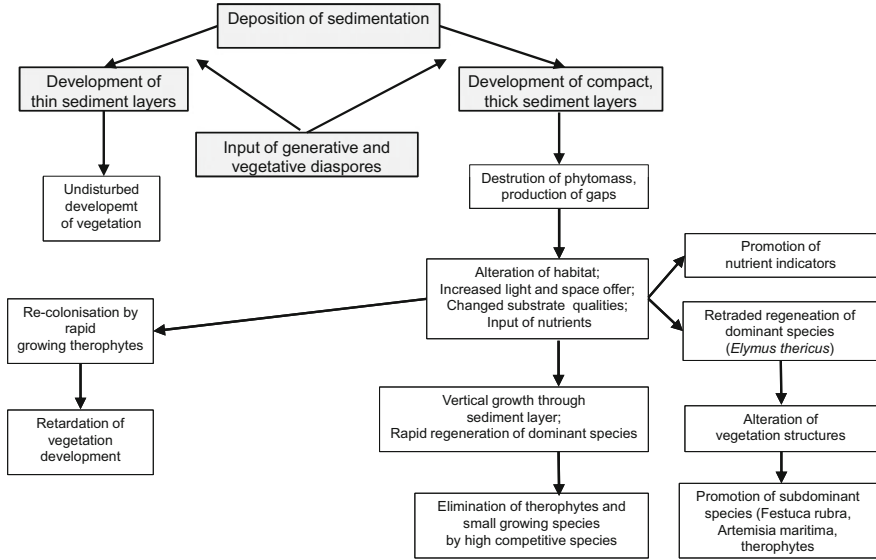 Deposition of sedimentation
Development of
thin sediment layers
Development of compact,
thick sediment layers
Input of generative and
vegetative diaspores
Undisturbed
developemt
of vegetation
Destrution of phytomass,
production of gaps
Promotion of
nutrient indicators
Alteration of habitat;
Increased light and space offer;
Changed substrate qualities;
Input of nutrients
Re-colonisation by
rapid
growing therophytes
Retraded regeneation of
dominant species
(Elymus thericus)
Vertical growth through
sediment layer;
Rapid regeneration of dominant species
Retardation of
vegetation
development
Alteration of
vegetation structures
Elimination of therophytes and
small growing species
by high competitive species
Promotion of subdominant
species (Festuca rubra,
Artemisia maritima,
therophytes